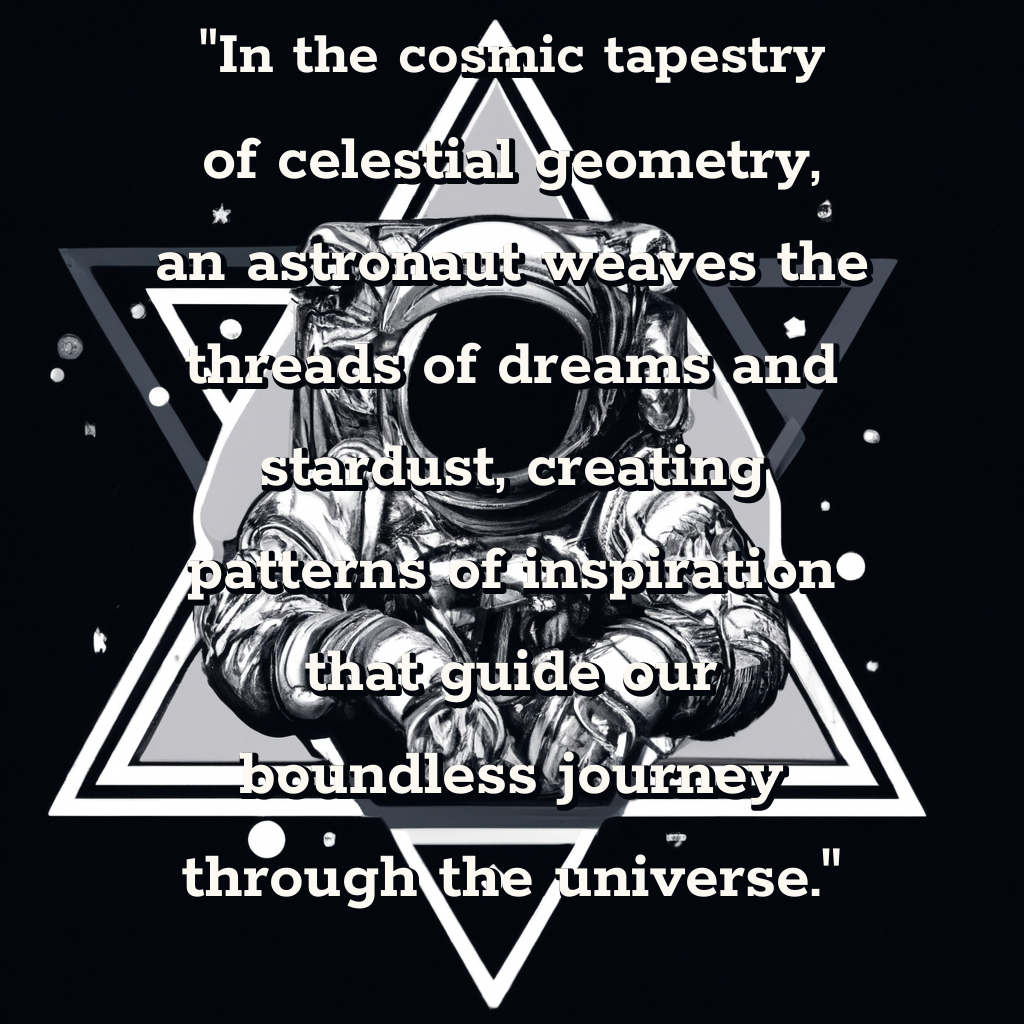 "In the cosmic tapestry
of celestial geometry,
an astronaut weaves the
threads of dreams and
stardust, creating
patterns of inspiration
that guide our
boundless journey
through the universe."